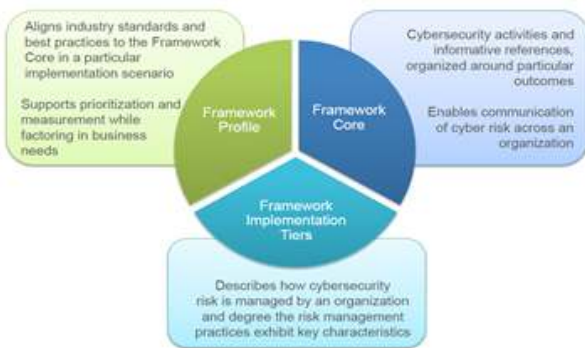 Aligns industry standards and
best practices to the Framework
Core in a particular
implementation scenario
Supports prioritization and
measurement while
factoring in business
needs
Framework
Profile
Framework
Core
Cybersecurity activities and
informative references,
organized around particular
outcomes
Enables communication
of cyber risk across an
organization
Framework
Implementation
Tiers
Describes how cybersecurity
risk is managed by an organization
and degree the risk management
practices exhibit key characteristics